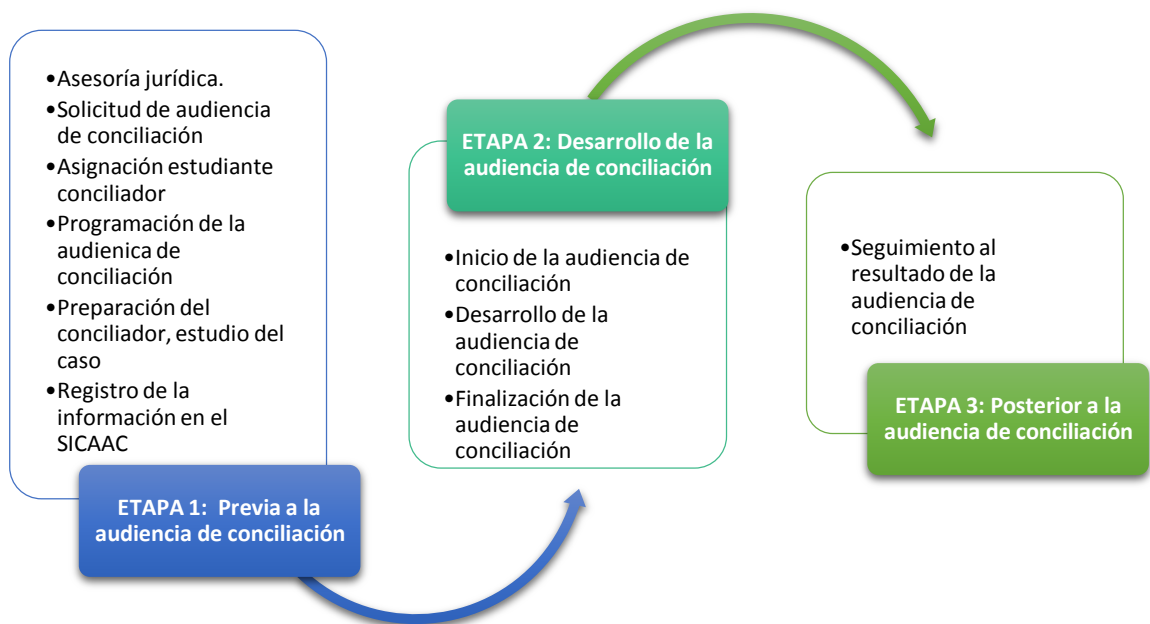 •Asesoría jurídica.
•Solicitud de audiencia
de conciliación
•Asignación estudiante
conciliador
•Programación de la
audienica de
conciliación
•Preparación del
conciliador, estudio del
caso
•Registro de la
información en el
SICAAC
ETAPA 1: Previa a la
audiencia de conciliación
ETAPA 2: Desarrollo de la
audiencia de conciliación
•Inicio de la audiencia de
conciliación
•Desarrollo de la
audiencia de
conciliación
•Finalización de la
audiencia de
conciliación
•Seguimiento al
resultado de la
audiencia de
conciliación
ETAPA 3: Posterior a la
audiencia de conciliación